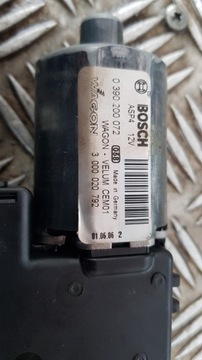 BOSCH
ASP4 12V
0 390 200 072
Made in Germany
WAGON - VELUM CEM01
3 000 020 792
WAGON
01.06.06 2